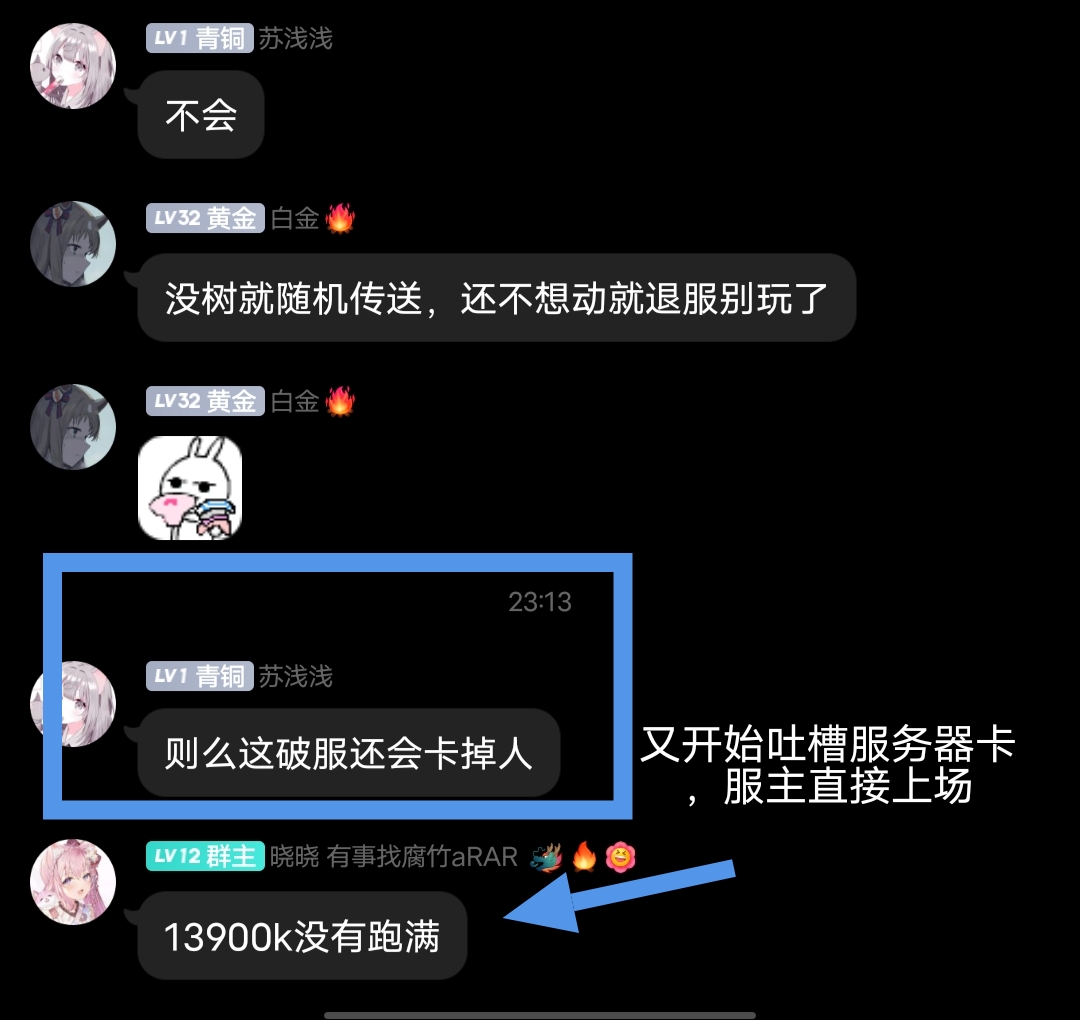 LV1 青铜 苏浅浅
不会
LV32 黄金 白金🔥
没树就随机传送，还不想动就退服别玩了
LV32 黄金 白金🔥
23:13
LV1 青铜 苏浅浅
则么这破服还会卡掉人
又开始吐槽服务器卡
，服主直接上场
LV12 群主 晓晓 有事找腐竹aRAR
13900k没有跑满